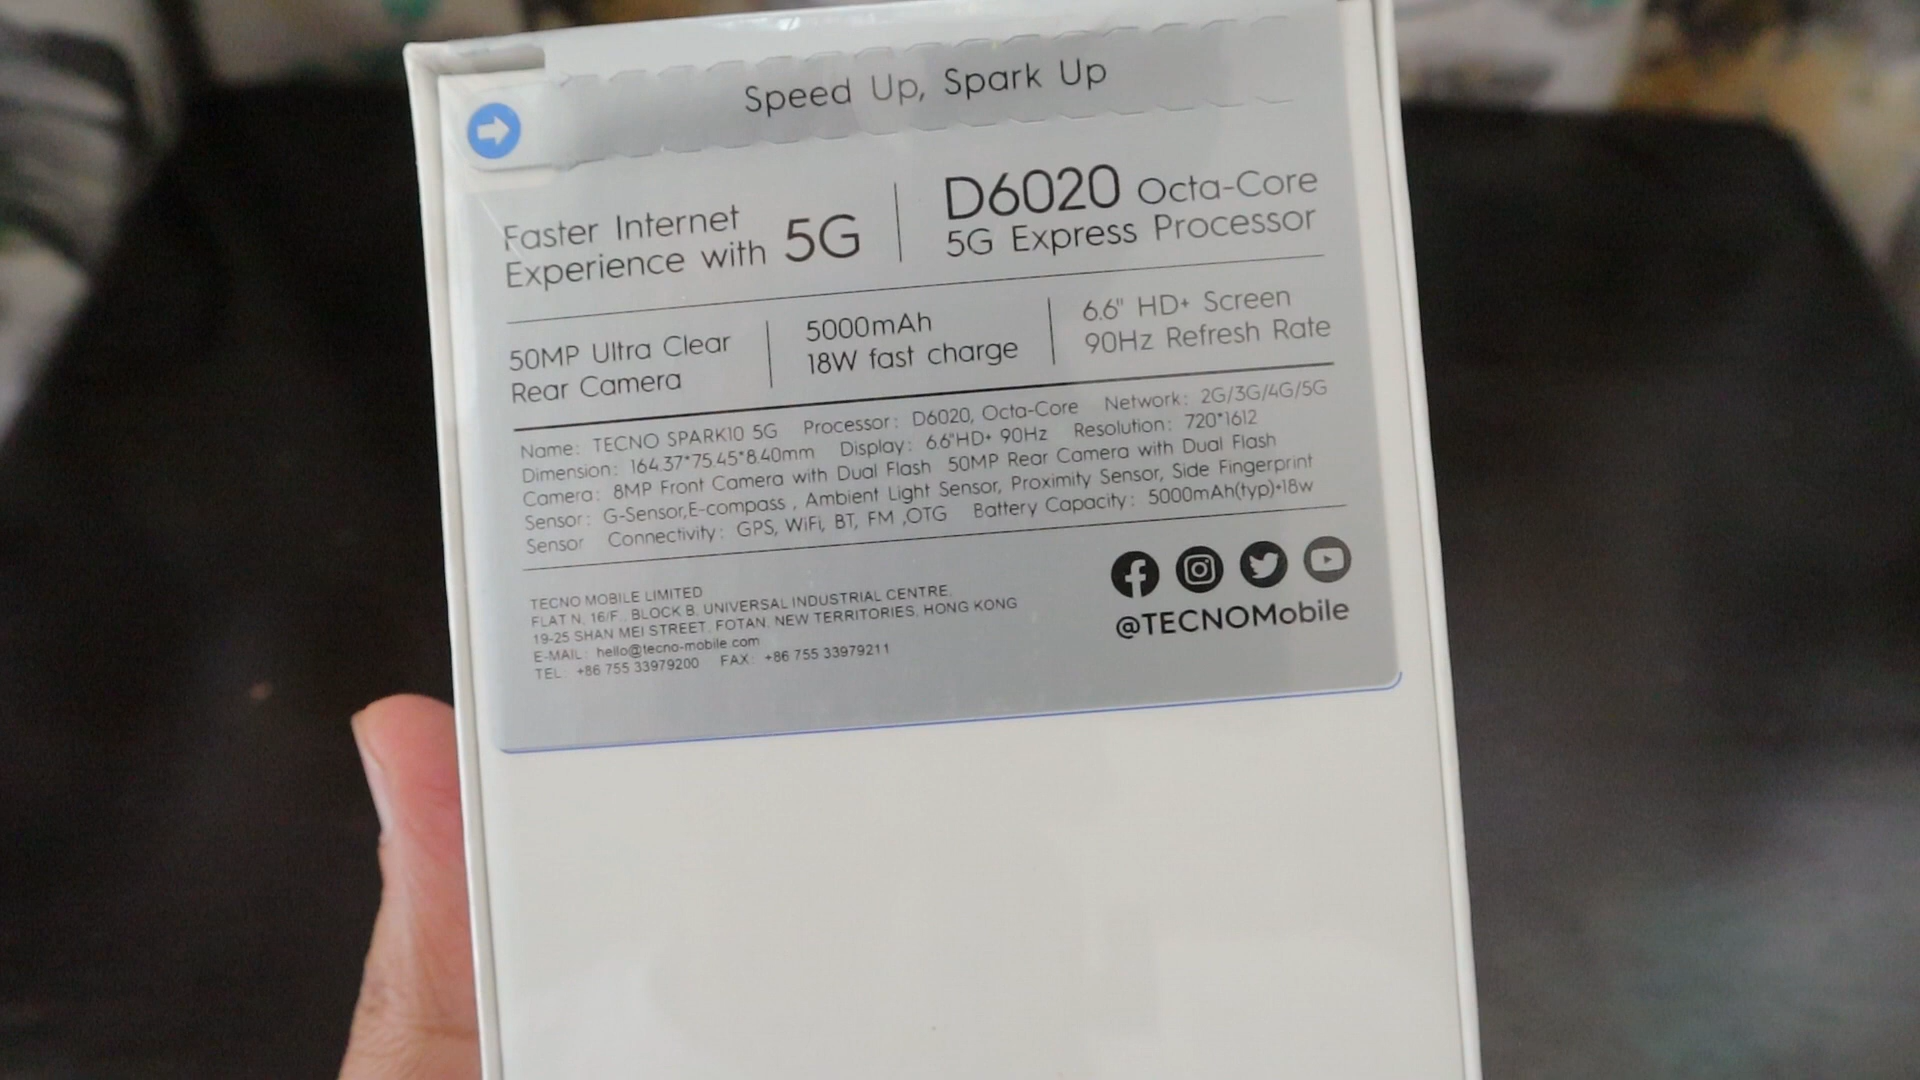 Speed Up, Spark Up
Faster Internet
Experience with 5G
D6020 Octa-Core
5G Express Processor
50MP Ultra Clear
Rear Camera
5000mAh
18W fast charge
6.6" HD+ Screen
90Hz Refresh Rate
Name: TECNO SPARK10 5G Processor: D6020, Octa-Core Network: 2G/3G/4G/5G
Dimension: 164.37*75.45*8.40mm Display: 6.6"HD+ 90Hz Resolution: 720*1612
Camera: 8MP Front Camera with Dual Flash 50MP Rear Camera with Dual Flash
Sensor: G-Sensor,E-compass , Ambient Light Sensor, Proximity Sensor, Side Fingerprint
Sensor Connectivity: GPS, WiFi, BT, FM ,OTG Battery Capacity: 5000mAh(typ)+18w
TECNO MOBILE LIMITED
FLAT N, 16/F., BLOCK B, UNIVERSAL INDUSTRIAL CENTRE,
19-25 SHAN MEI STREET, FOTAN, NEW TERRITORIES, HONG KONG
E-MAIL: hello@tecno-mobile.com
TEL: +86 755 33979200 FAX: +86 755 33979211
@TECNOMobile